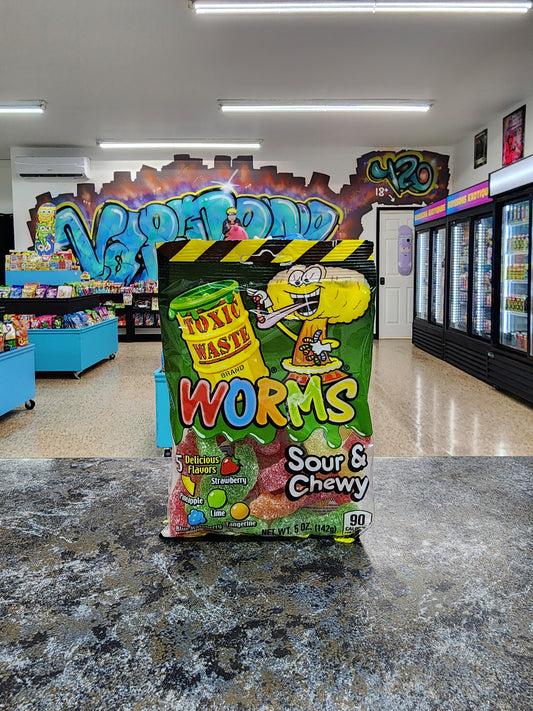 420
18+
VAPITORO
TOXIC
WASTE
BRAND
®
WORMS
5 Delicious
Flavors
Strawberry
Lime
Tangerine
Sour &
Chewy
NET WT. 5 OZ. (142g)
90